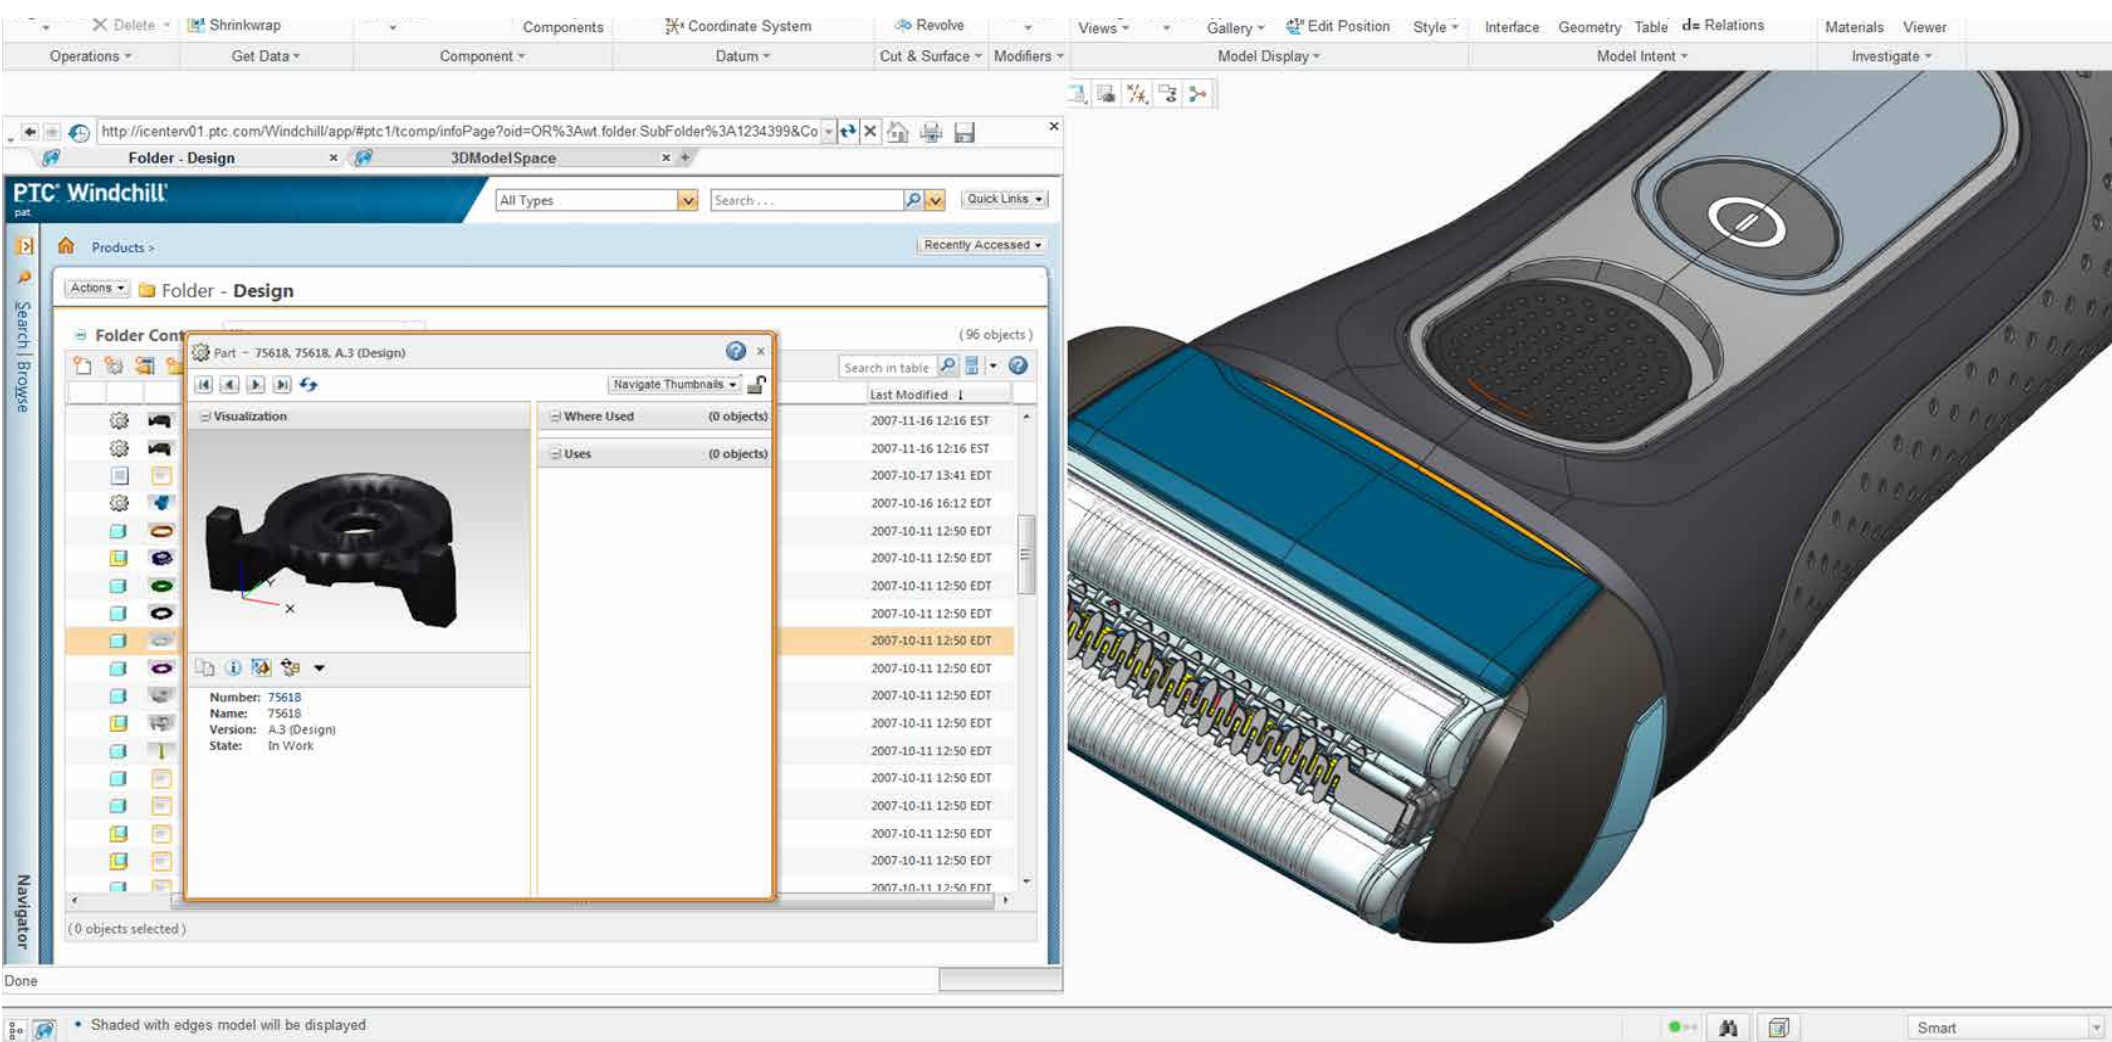 Delete
Shrinkwrap
Components
Coordinate System
Revolve
Views
Gallery
Edit Position
Style
Interface
Geometry
Table
d= Relations
Materials
Viewer
Operations
Get Data
Component
Datum
Cut & Surface
Modifiers
Model Display
Model Intent
Investigate
http://icenterv01.ptc.com/Windchill/app/#ptc1/tcomp/infoPage?oid=OR%3Awt.folder.SubFolder%3A1234399&Co
Folder - Design
3DModelSpace
PTC® Windchill®
pat.
All Types
Search . . .
Quick Links
Products >
Recently Accessed
Actions
Folder - Design
Search | Browse
Folder Cont
(96 objects)
Part - 75618, 75618, A.3 (Design)
Search in table
Navigate Thumbnails
Last Modified
Visualization
Where Used (0 objects)
Uses (0 objects)
Y
X
Number: 75618
Name: 75618
Version: A.3 (Design)
State: In Work
2007-11-16 12:16 EST
2007-11-16 12:16 EST
2007-10-17 13:41 EDT
2007-10-16 16:12 EDT
2007-10-11 12:50 EDT
2007-10-11 12:50 EDT
2007-10-11 12:50 EDT
2007-10-11 12:50 EDT
2007-10-11 12:50 EDT
2007-10-11 12:50 EDT
2007-10-11 12:50 EDT
2007-10-11 12:50 EDT
2007-10-11 12:50 EDT
2007-10-11 12:50 EDT
2007-10-11 12:50 EDT
2007-10-11 12:50 EDT
2007-10-11 12:50 EDT
2007-10-11 12:50 EDT
Navigator
(0 objects selected)
Done
Shaded with edges model will be displayed
Smart